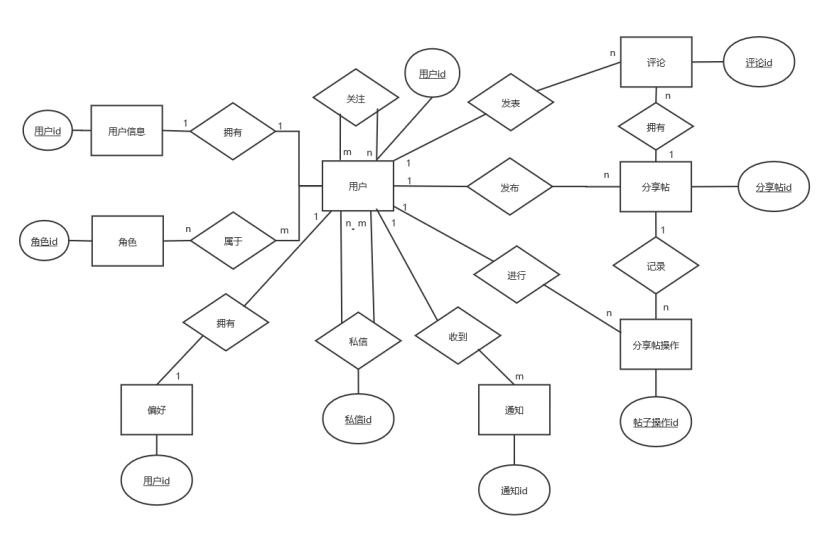 n
评论
评论id
用户id
关注
发表
n
用户id
1
用户信息
拥有
1
拥有
m
n
1
1
用户
1
发布
n
分享帖
分享帖id
角色id
n
角色
属于
m
1
n
m
1
1
1
记录
进行
n
n
拥有
私信
收到
分享帖操作
1
m
偏好
私信id
通知
帖子操作id
用户id
通知id